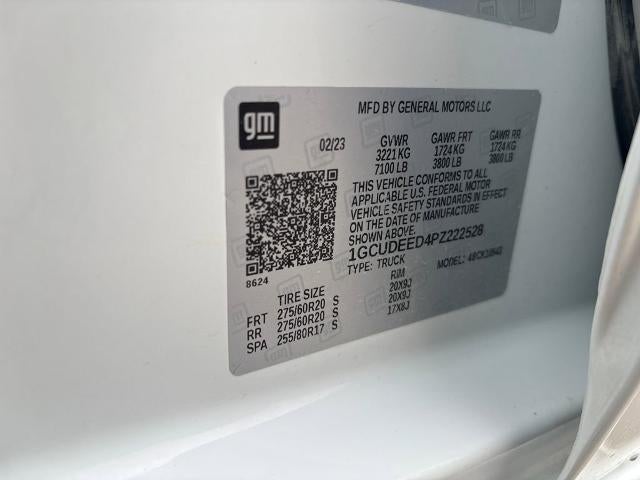 gm
MFD BY GENERAL MOTORS LLC
02/23 GVWR GAWR FRT GAWR RR
3221 KG 1724 KG 1724 KG
7100 LB 3800 LB 3800 LB
THIS VEHICLE CONFORMS TO ALL
APPLICABLE U.S. FEDERAL MOTOR
VEHICLE SAFETY STANDARDS IN EFFECT
ON THE DATE OF MANUFACTURE
SHOWN ABOVE.
1GCUDEED4PZ222528
TYPE: TRUCK MODEL:
8624
TIRE SIZE RIM
FRT 275/60R20 S 20X9J
RR 275/60R20 S 20X9J
SPA 255/80R17 S 17X8J